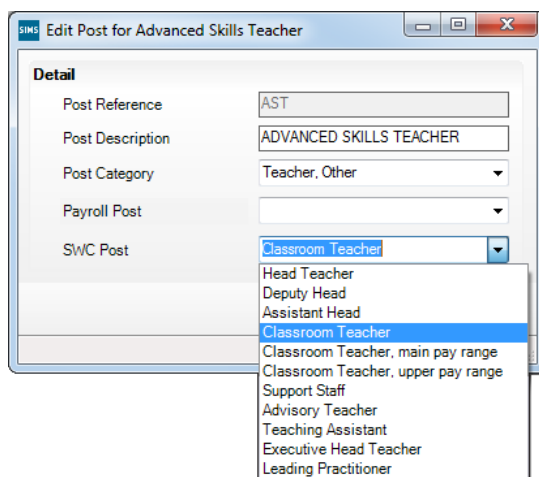 SIMS Edit Post for Advanced Skills Teacher
Detail
Post Reference AST
Post Description ADVANCED SKILLS TEACHER
Post Category Teacher, Other
Payroll Post
SWC Post Classroom Teacher
Head Teacher
Deputy Head
Assistant Head
Classroom Teacher
Classroom Teacher, main pay range
Classroom Teacher, upper pay range
Support Staff
Advisory Teacher
Teaching Assistant
Executive Head Teacher
Leading Practitioner